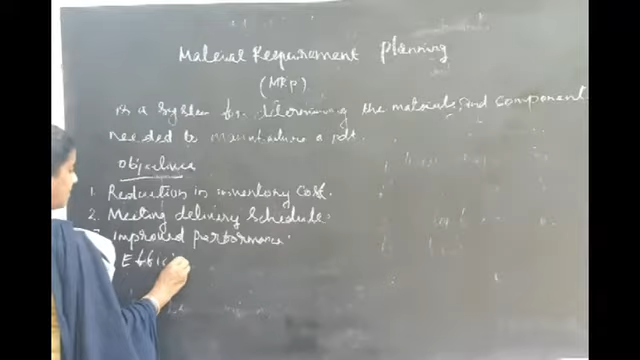 Material Requirement Planning
(MRP)
is a system for determining the materials and component
needed to manufacture a pdt.
Objectives
1. Reduction in inventory cost.
2. Meeting delivery schedule.
Improved performance.
Effici